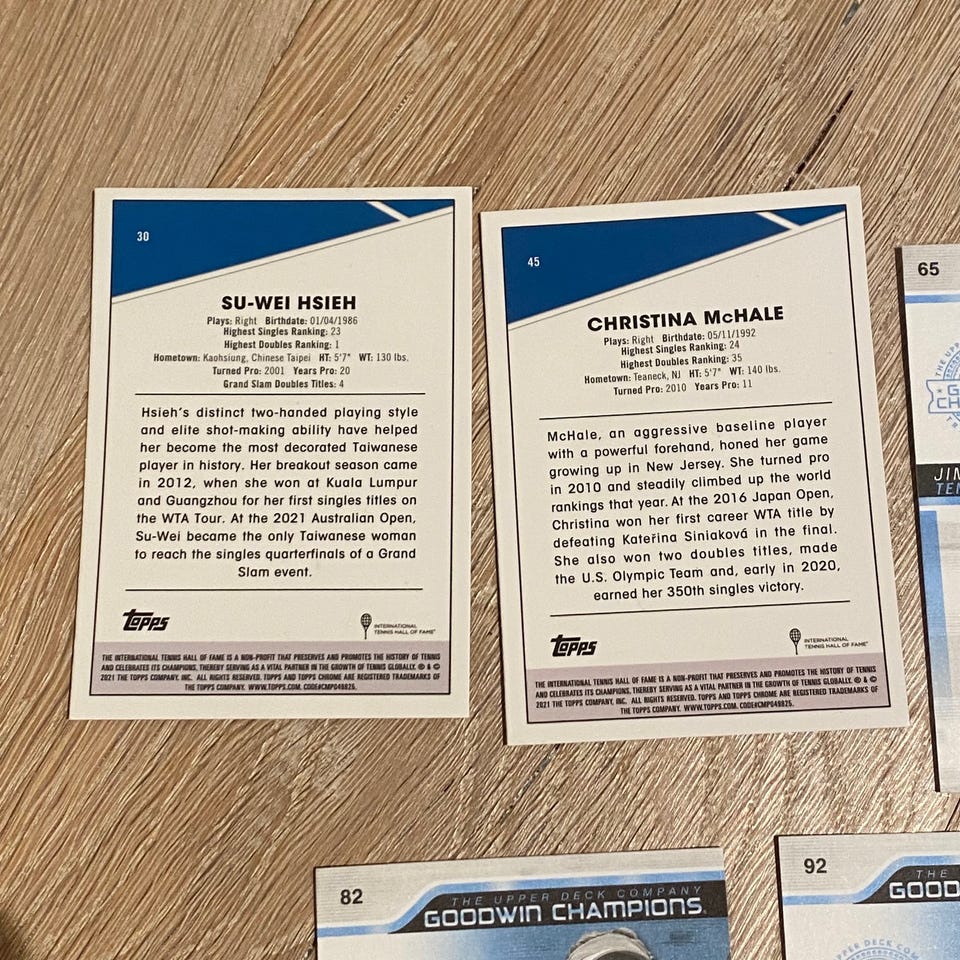 30
SU-WEI HSIEH
Plays: Right Birthdate: 01/04/1986
Highest Singles Ranking: 23
Highest Doubles Ranking: 1
Hometown: Kaohsiung, Chinese Taipei HT: 5'7" WT: 130 lbs.
Turned Pro: 2001 Years Pro: 20
Grand Slam Doubles Titles: 4
Hsieh's distinct two-handed playing style
and elite shot-making ability have helped
her become the most decorated Taiwanese
player in history. Her breakout season came
in 2012, when she won at Kuala Lumpur
and Guangzhou for her first singles titles on
the WTA Tour. At the 2021 Australian Open,
Su-Wei became the only Taiwanese woman
to reach the singles quarterfinals of a Grand
Slam event.
Topps
INTERNATIONAL
TENNIS HALL OF FAME®
THE INTERNATIONAL TENNIS HALL OF FAME IS A NON-PROFIT THAT PRESERVES AND PROMOTES THE HISTORY OF TENNIS
AND CELEBRATES ITS CHAMPIONS, THEREBY SERVING AS A VITAL PARTNER IN THE GROWTH OF TENNIS GLOBALLY. ® & ©
2021 THE TOPPS COMPANY, INC. ALL RIGHTS RESERVED. TOPPS AND TOPPS CHROME ARE REGISTERED TRADEMARKS OF
THE TOPPS COMPANY. WWW.TOPPS.COM. CODE#CMP049825.
45
CHRISTINA McHALE
Plays: Right Birthdate: 05/11/1992
Highest Singles Ranking: 24
Highest Doubles Ranking: 35
Hometown: Teaneck, NJ HT: 5'7" WT: 140 lbs.
Turned Pro: 2010 Years Pro: 11
McHale, an aggressive baseline player
with a powerful forehand, honed her game
growing up in New Jersey. She turned pro
in 2010 and steadily climbed up the world
rankings that year. At the 2016 Japan Open,
Christina won her first career WTA title by
defeating Kateřina Siniaková in the final.
She also won two doubles titles, made
the U.S. Olympic Team and, early in 2020,
earned her 350th singles victory.
Topps
INTERNATIONAL
TENNIS HALL OF FAME®
THE INTERNATIONAL TENNIS HALL OF FAME IS A NON-PROFIT THAT PRESERVES AND PROMOTES THE HISTORY OF TENNIS
AND CELEBRATES ITS CHAMPIONS, THEREBY SERVING AS A VITAL PARTNER IN THE GROWTH OF TENNIS GLOBALLY. ® & ©
2021 THE TOPPS COMPANY, INC. ALL RIGHTS RESERVED. TOPPS AND TOPPS CHROME ARE REGISTERED TRADEMARKS OF
THE TOPPS COMPANY. WWW.TOPPS.COM. CODE#CMP049825.
65
JIM
TEN
82
THE UPPER DECK COMPANY
GOODWIN CHAMPIONS
92
THE
GOOD